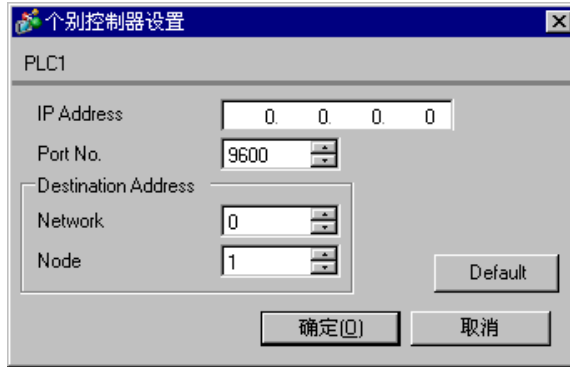 个别控制器设置
PLC1
IP Address 0. 0. 0. 0
Port No. 9600
Destination Address
Network 0
Node 1
Default
确定(O) 取消